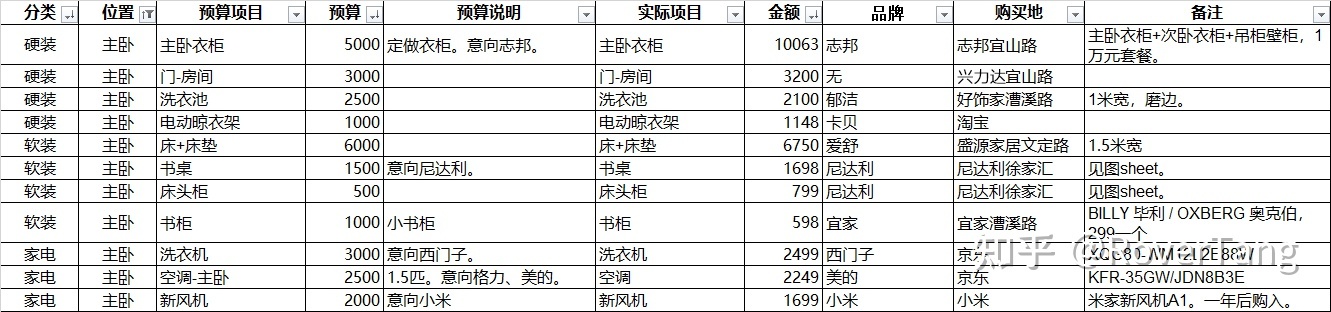 分类 位置 预算项目 预算 预算说明 实际项目 金额 品牌 购买地 备注
硬装 主卧 主卧衣柜 5000 定做衣柜。意向志邦。 主卧衣柜 10063 志邦 志邦宜山路 主卧衣柜+次卧衣柜+吊柜壁柜，1
万元套餐。
硬装 主卧 门-房间 3000 门-房间 3200 无 兴力达宜山路
硬装 主卧 洗衣池 2500 洗衣池 2100 郁洁 好饰家漕溪路 1米宽，磨边。
硬装 主卧 电动晾衣架 1000 电动晾衣架 1148 卡贝 淘宝
软装 主卧 床+床垫 6000 床+床垫 6750 爱舒 盛源家居文定路 1.5米宽
软装 主卧 书桌 1500 意向尼达利。 书桌 1698 尼达利 尼达利徐家汇 见图sheet。
软装 主卧 床头柜 500 床头柜 799 尼达利 尼达利徐家汇 见图sheet。
软装 主卧 书柜 1000 小书柜 书柜 598 宜家 宜家漕溪路 BILLY 毕利 / OXBERG 奥克伯，
299一个
家电 主卧 洗衣机 3000 意向西门子。 洗衣机 2499 西门子 京东
家电 主卧 空调-主卧 2500 1.5匹。意向格力、美的。 空调 2249 美的 京东 KFR-35GW/JDN8B3E
家电 主卧 新风机 2000 意向小米 新风机 1699 小米 小米 米家新风机A1。一年后购入。
知乎 @RoverTang